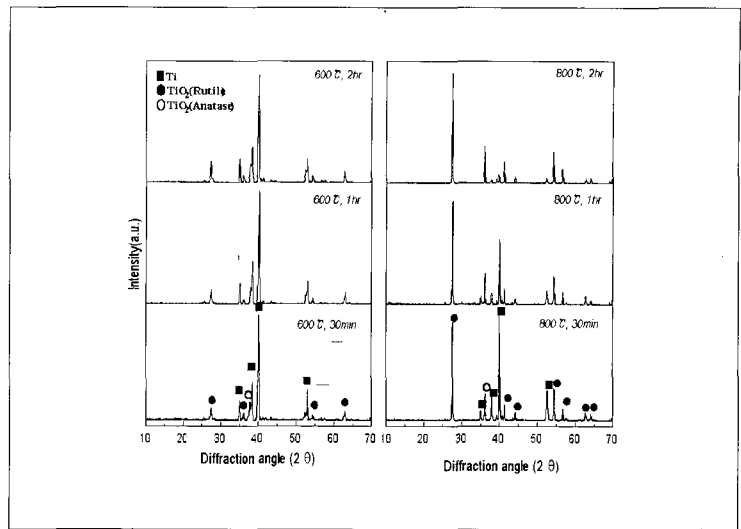 Ti
TiO2(Rutile)
TiO2(Anatase)
600 ℃, 2hr
600 ℃, 1hr
600 ℃, 30min
Intensity(a.u.)
10 20 30 40 50 60 70
Diffraction angle (2 θ)
800 ℃, 2hr
800 ℃, 1hr
800 ℃, 30min
10 20 30 40 50 60 70
Diffraction angle (2 θ)